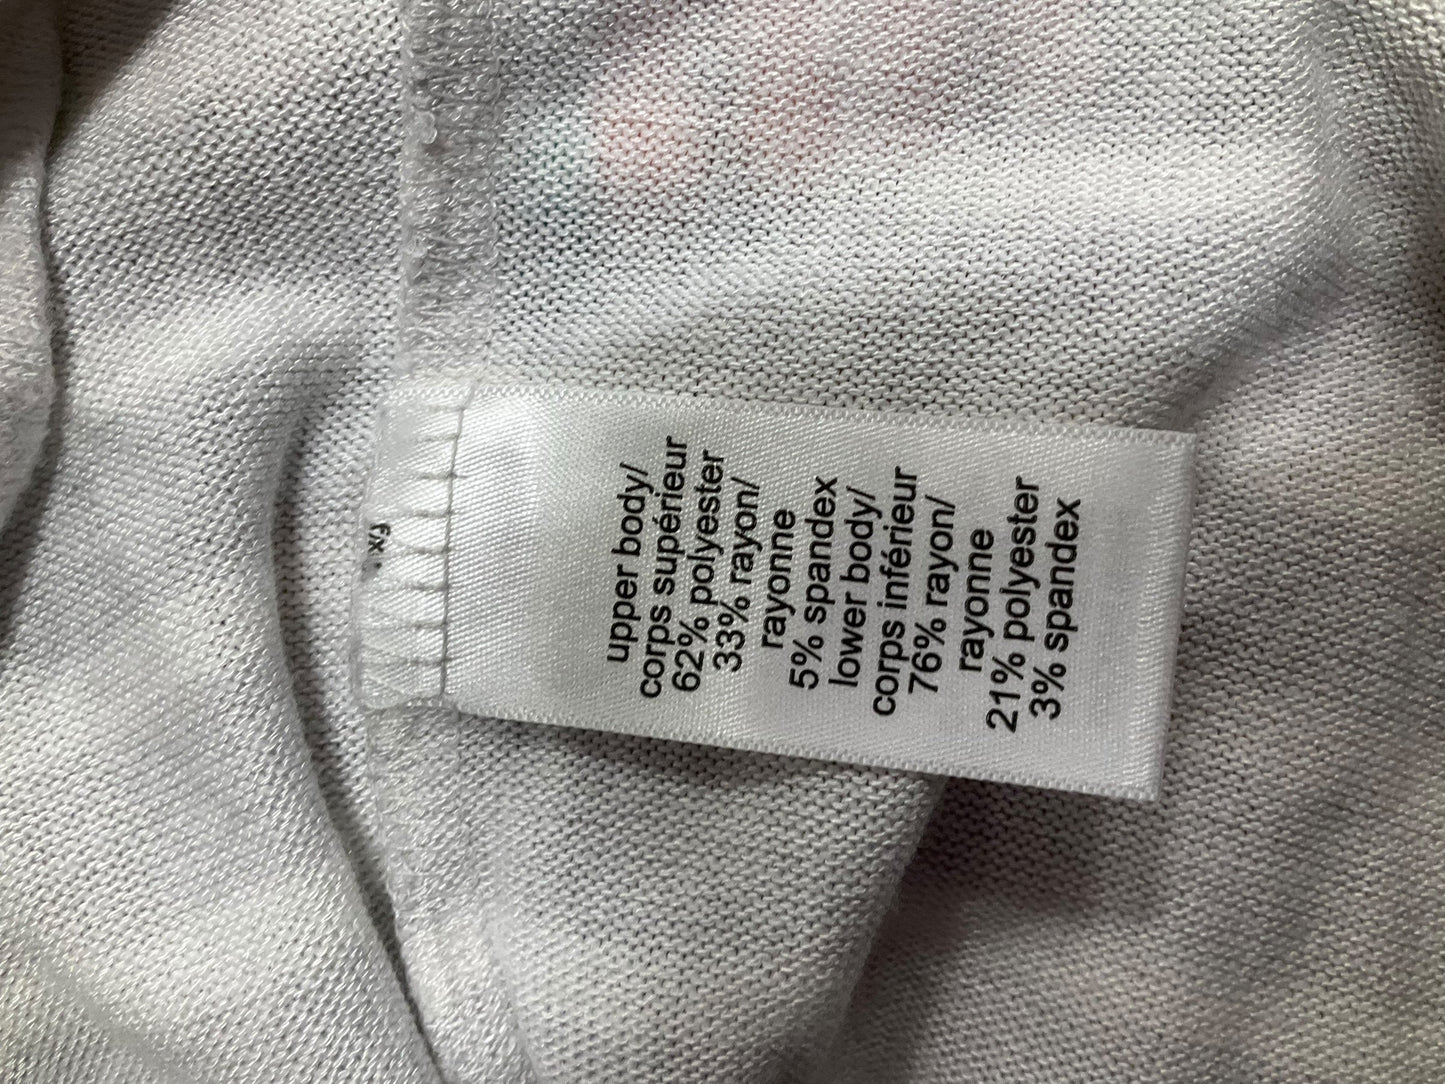 upper body/
corps supérieur
62% polyester
33% rayon/
rayonne
5% spandex
lower body/
corps inférieur
76% rayon/
rayonne
21% polyester
3% spandex